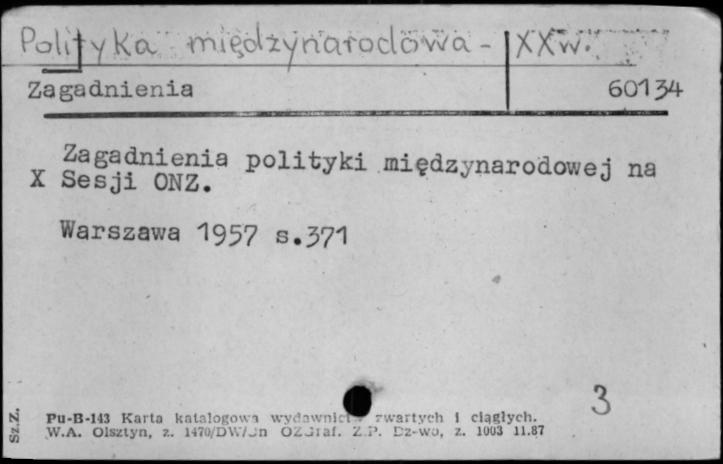 Polityka międzynarodowa - XX w.
Zagadnienia 60134
Zagadnienia polityki międzynarodowej na
X Sesji ONZ.
Warszawa 1957 s.371
3
Sz.Z.
Pu-B-143 Karta katalogowa wydawnict zwartych i ciągłych.
W.A. Olsztyn, z. 1470/DW/Jn OZGraf. Z.P. Dz-wo, z. 1003 11.87